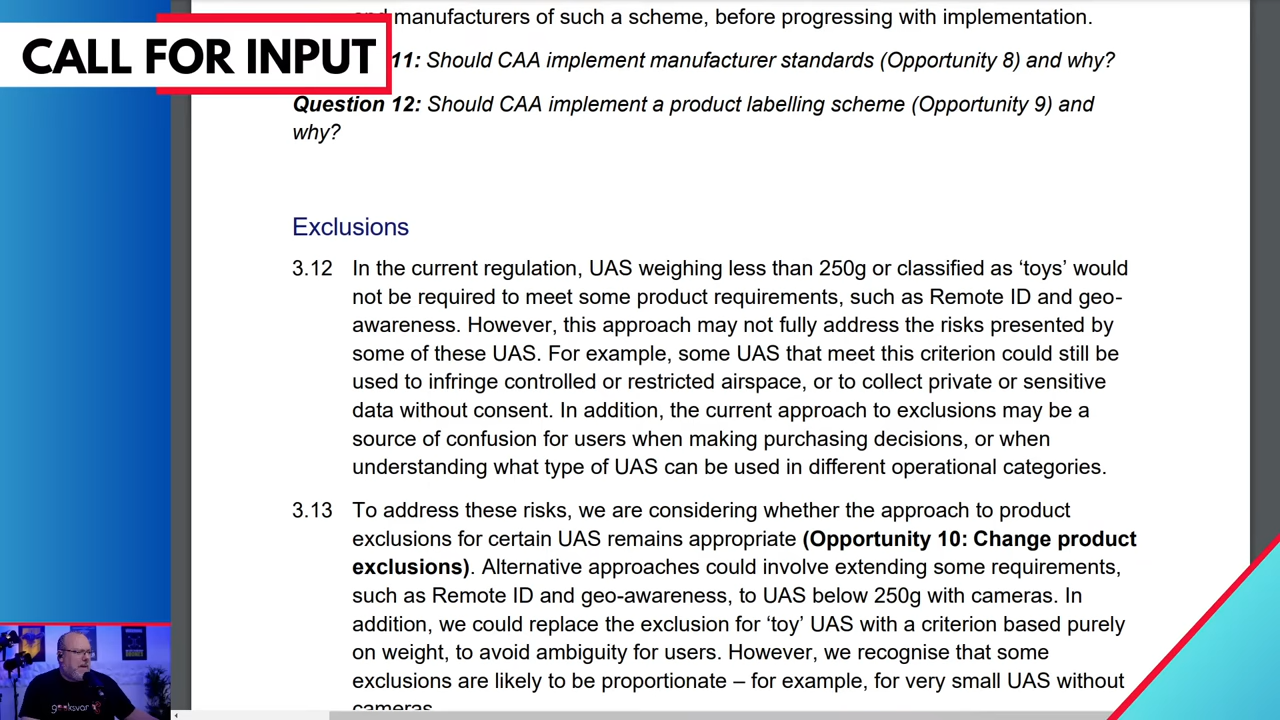 and manufacturers of such a scheme, before progressing with implementation.
CALL FOR INPUT
11: Should CAA implement manufacturer standards (Opportunity 8) and why?
Question 12: Should CAA implement a product labelling scheme (Opportunity 9) and
why?
Exclusions
3.12 In the current regulation, UAS weighing less than 250g or classified as ‘toys’ would
not be required to meet some product requirements, such as Remote ID and geo-
awareness. However, this approach may not fully address the risks presented by
some of these UAS. For example, some UAS that meet this criterion could still be
used to infringe controlled or restricted airspace, or to collect private or sensitive
data without consent. In addition, the current approach to exclusions may be a
source of confusion for users when making purchasing decisions, or when
understanding what type of UAS can be used in different operational categories.
3.13 To address these risks, we are considering whether the approach to product
exclusions for certain UAS remains appropriate (Opportunity 10: Change product
exclusions). Alternative approaches could involve extending some requirements,
such as Remote ID and geo-awareness, to UAS below 250g with cameras. In
addition, we could replace the exclusion for ‘toy’ UAS with a criterion based purely
on weight, to avoid ambiguity for users. However, we recognise that some
exclusions are likely to be proportionate – for example, for very small UAS without
cameras